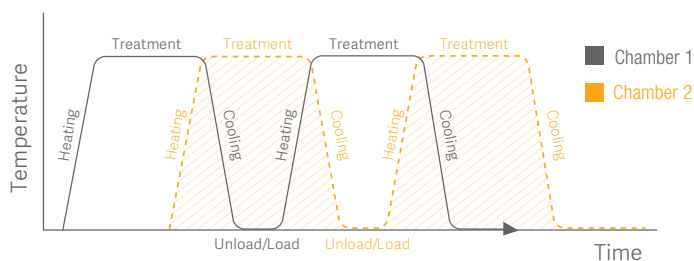 Treatment
Treatment
Treatment
Treatment
Chamber 1
Chamber 2
Temperature
Heating
Heating
Cooling
Heating
Cooling
Heating
Cooling
Cooling
Unload/Load
Unload/Load
Time